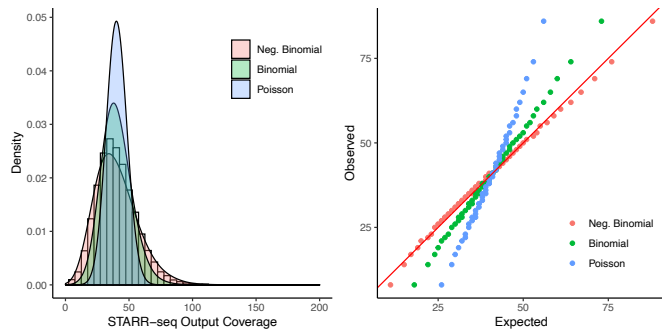 0.05
0.04
0.03
0.02
0.01
0.00
Density
0
50
100
150
200
STARR−seq Output Coverage
Neg. Binomial
Binomial
Poisson
75
50
25
Observed
25
50
75
Expected
Neg. Binomial
Binomial
Poisson